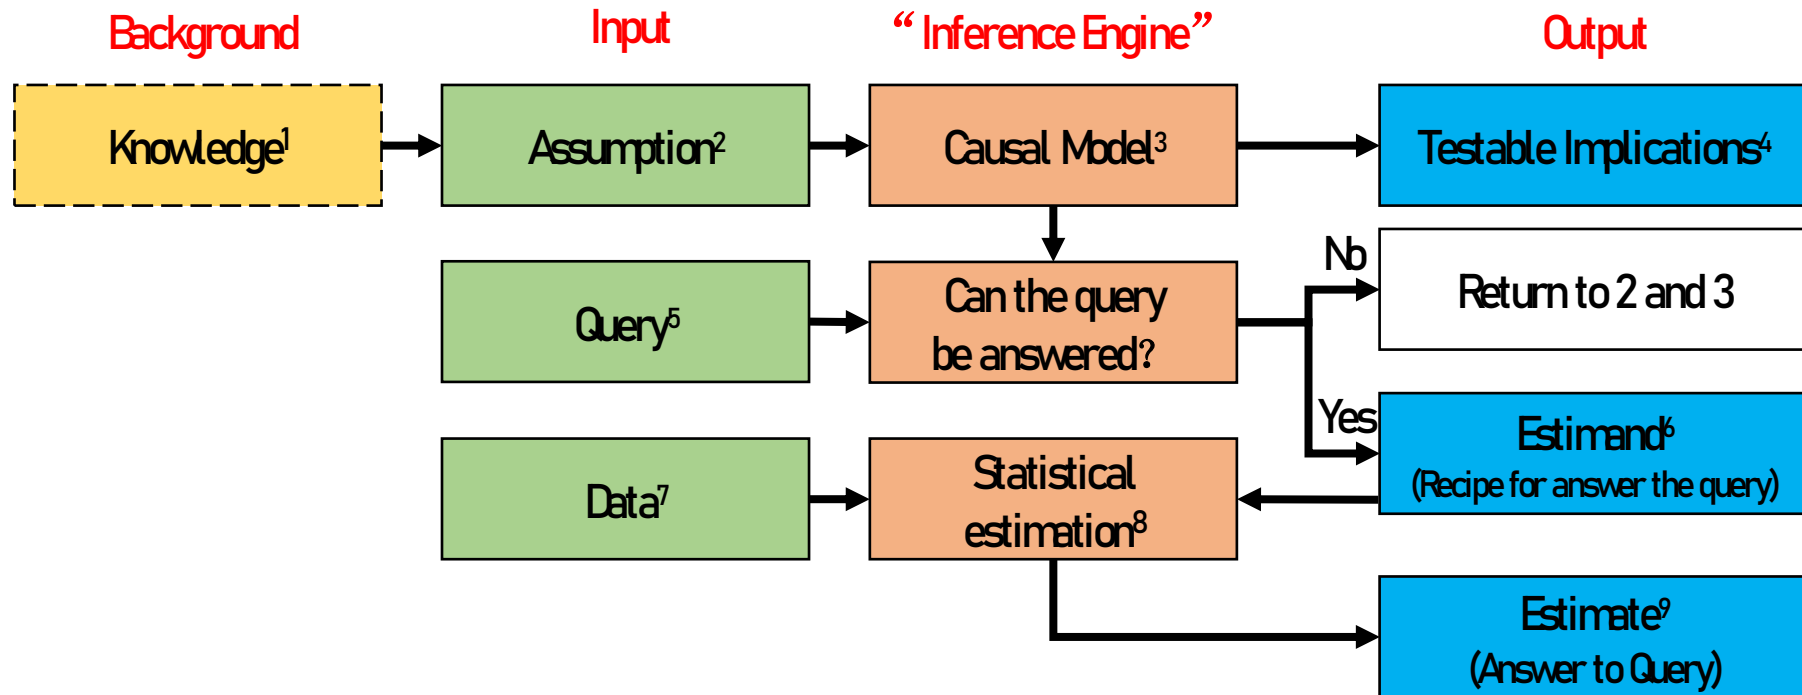 Background
Input
“Inference Engine”
Output
Knowledge¹
Assumption²
Causal Model³
Testable Implications⁴
No
Return to 2 and 3
Query⁵
Can the query
be answered?
Yes
Estimand⁶
(Recipe for answer the query)
Data⁷
Statistical
estimation⁸
Estimate⁹
(Answer to Query)